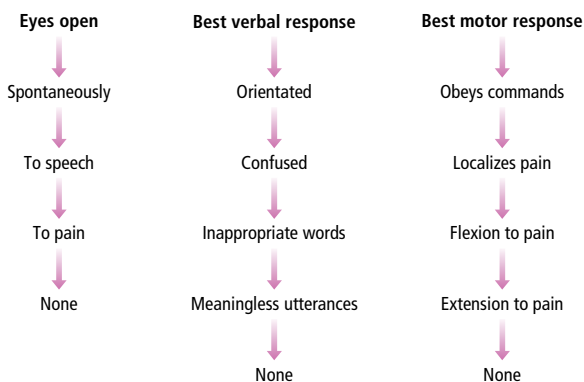 Eyes open
Spontaneously
To speech
To pain
None
Best verbal response
Orientated
Confused
Inappropriate words
Meaningless utterances
None
Best motor response
Obeys commands
Localizes pain
Flexion to pain
Extension to pain
None